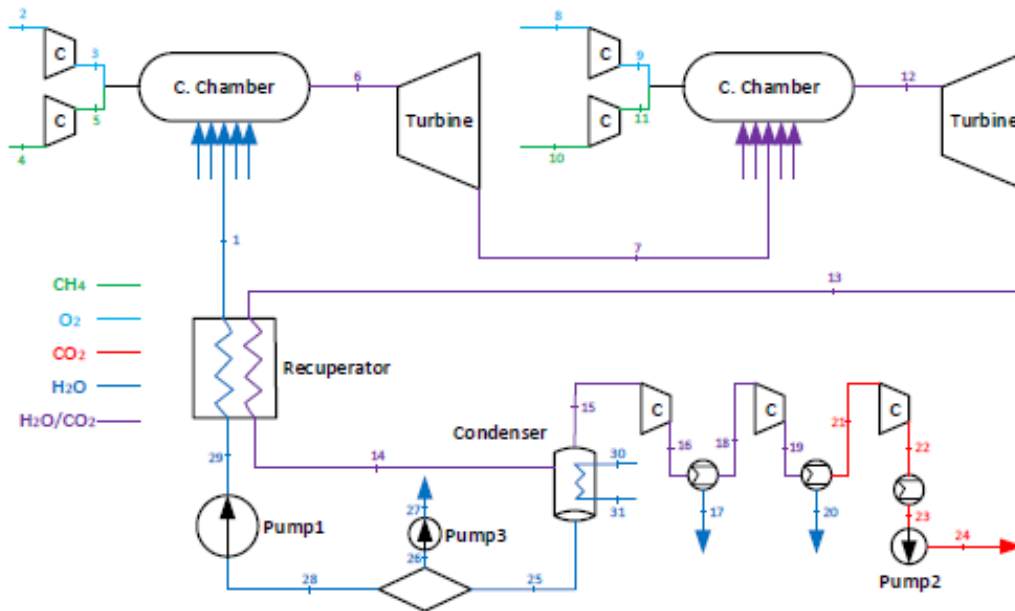 2
8
C
3
C
9
C. Chamber
6
C. Chamber
12
Turbine
Turbine
C
5
C
11
4
10
1
7
CH4
13
O2
CO2
Recuperator
H2O
H2O/CO2
Condenser
15
C
C
21
C
16
18
19
22
29
14
30
31
17
20
23
24
27
Pump1
Pump3
26
28
25
Pump2